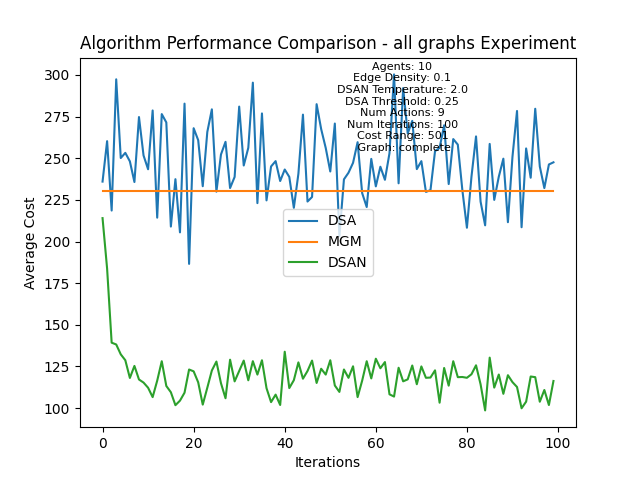 Algorithm Performance Comparison - all graphs Experiment
Agents: 10
Edge Density: 0.1
DSAN Temperature: 2.0
DSA Threshold: 0.25
Num Actions: 9
Num Iterations: 100
Cost Range: 501
Graph: complete
300
275
250
225
200
175
150
125
100
Average Cost
DSA
MGM
DSAN
0
20
40
60
80
100
Iterations